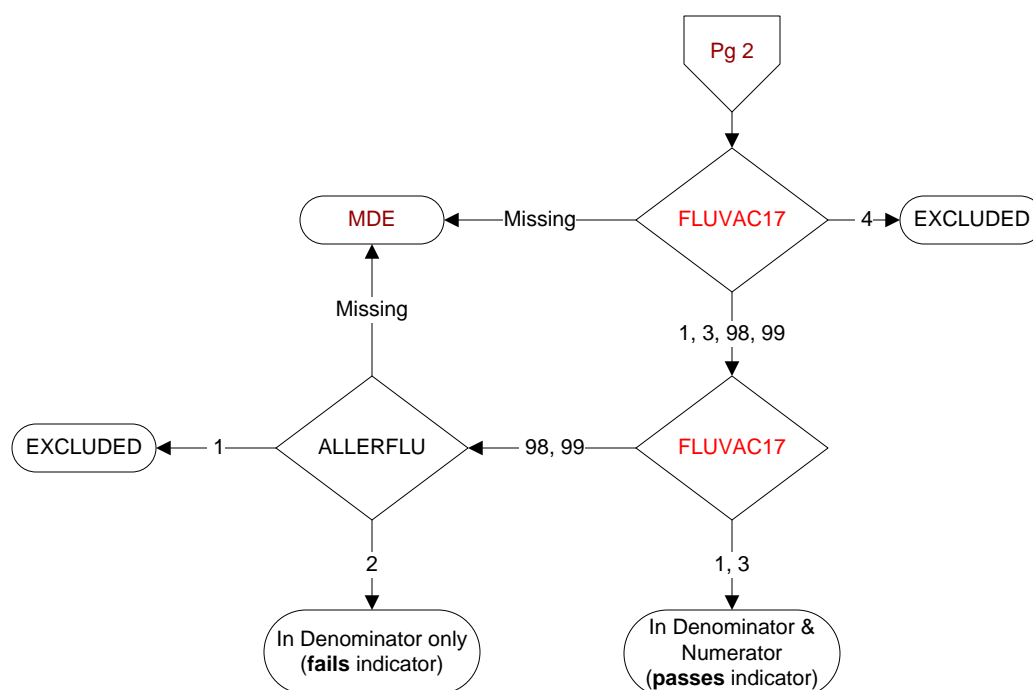 Pg 2
MDE
Missing
FLUVAC17
4
EXCLUDED
Missing
1, 3, 98, 99
EXCLUDED
1
ALLERFLU
98, 99
FLUVAC17
2
1, 3
In Denominator only
(fails indicator)
In Denominator &
Numerator
(passes indicator)